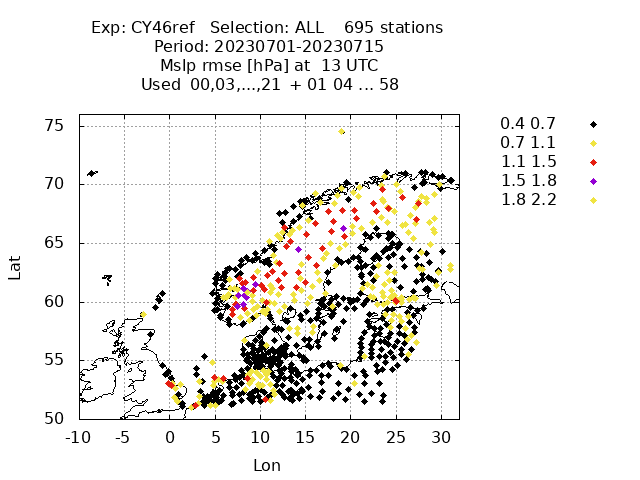 Exp: CY46ref   Selection: ALL    695 stations
Period: 20230701-20230715
Mslp rmse [hPa] at  13 UTC
Used  00,03,...,21  + 01 04 ... 58
0.4 0.7
0.7 1.1
1.1 1.5
1.5 1.8
1.8 2.2
75
70
65
60
55
50
Lat
-10 -5 0 5 10 15 20 25 30
Lon